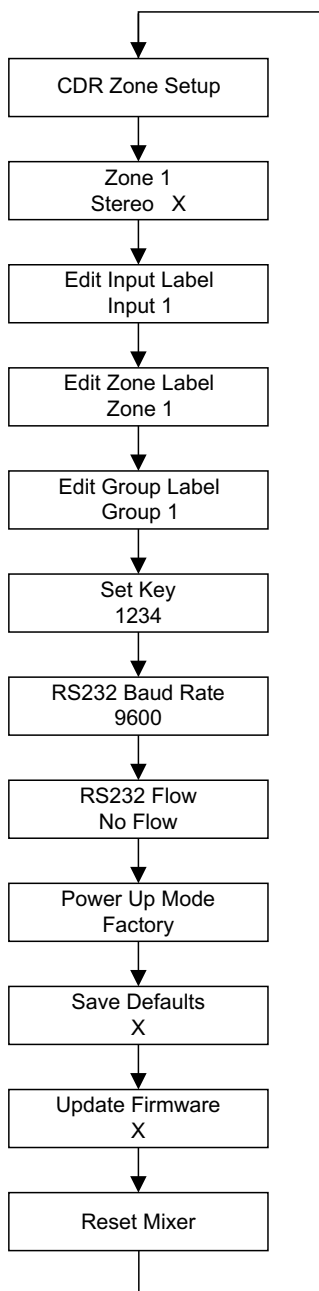 CDR Zone Setup
Zone 1
Stereo X
Edit Input Label
Input 1
Edit Zone Label
Zone 1
Edit Group Label
Group 1
Set Key
1234
RS232 Baud Rate
9600
RS232 Flow
No Flow
Power Up Mode
Factory
Save Defaults
X
Update Firmware
X
Reset Mixer